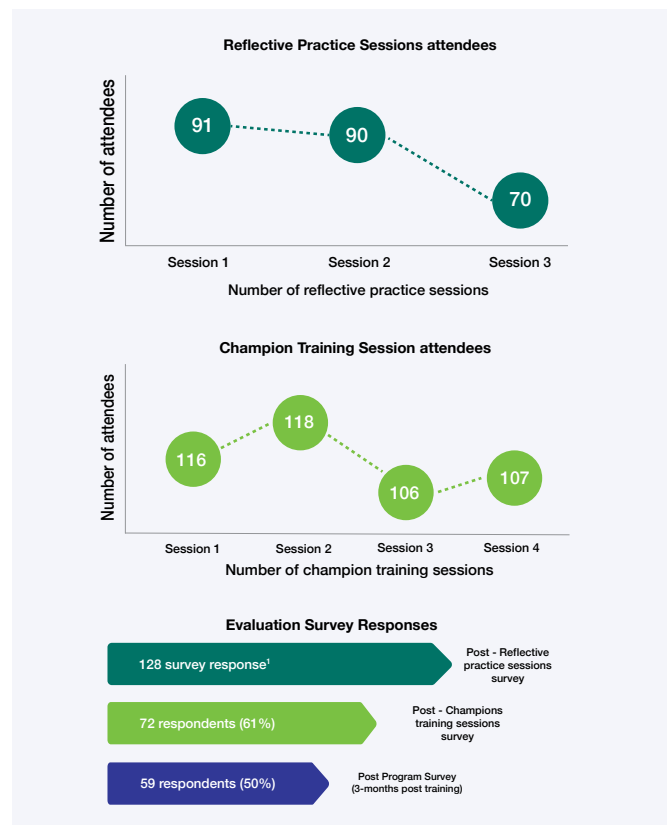 Reflective Practice Sessions attendees
Number of attendees
91
90
70
Session 1
Session 2
Session 3
Number of reflective practice sessions
Champion Training Session attendees
Number of attendees
116
118
106
107
Session 1
Session 2
Session 3
Session 4
Number of champion training sessions
Evaluation Survey Responses
128 survey response¹
Post - Reflective
practice sessions
survey
72 respondents (61%)
Post - Champions
training sessions
survey
59 respondents (50%)
Post Program Survey
(3-months post training)